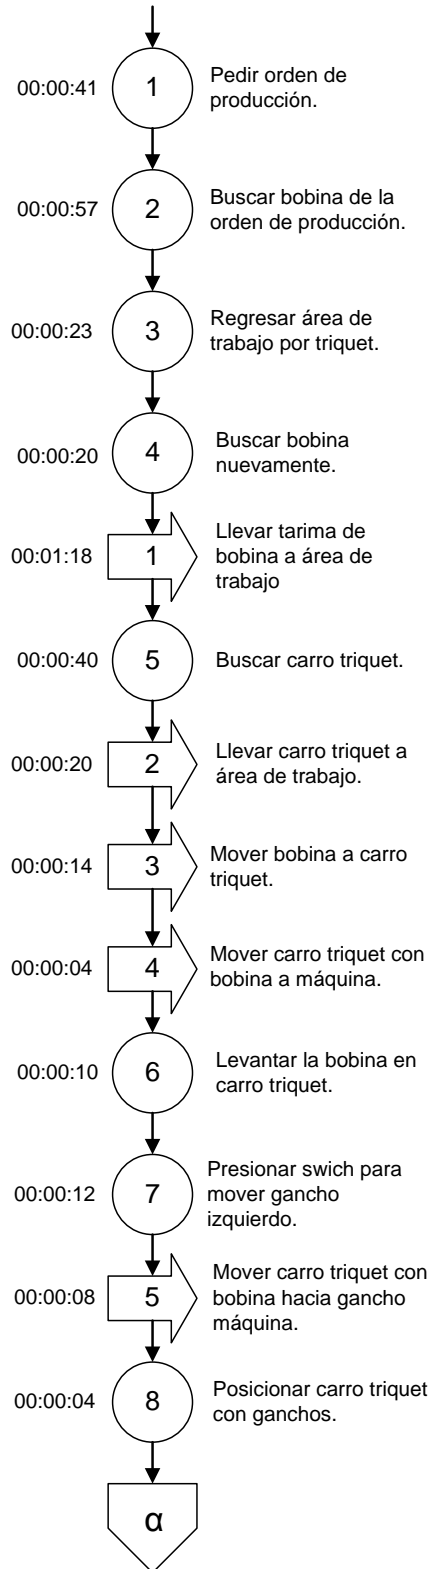 00:00:41
1
Pedir orden de
producción.
00:00:57
2
Buscar bobina de la
orden de producción.
00:00:23
3
Regresar área de
trabajo por triquet.
00:00:20
4
Buscar bobina
nuevamente.
00:01:18
1
Llevar tarima de
bobina a área de
trabajo
00:00:40
5
Buscar carro triquet.
00:00:20
2
Llevar carro triquet a
área de trabajo.
00:00:14
3
Mover bobina a carro
triquet.
00:00:04
4
Mover carro triquet con
bobina a máquina.
00:00:10
6
Levantar la bobina en
carro triquet.
00:00:12
7
Presionar swich para
mover gancho
izquierdo.
00:00:08
5
Mover carro triquet con
bobina hacia gancho
máquina.
00:00:04
8
Posicionar carro triquet
con ganchos.
α